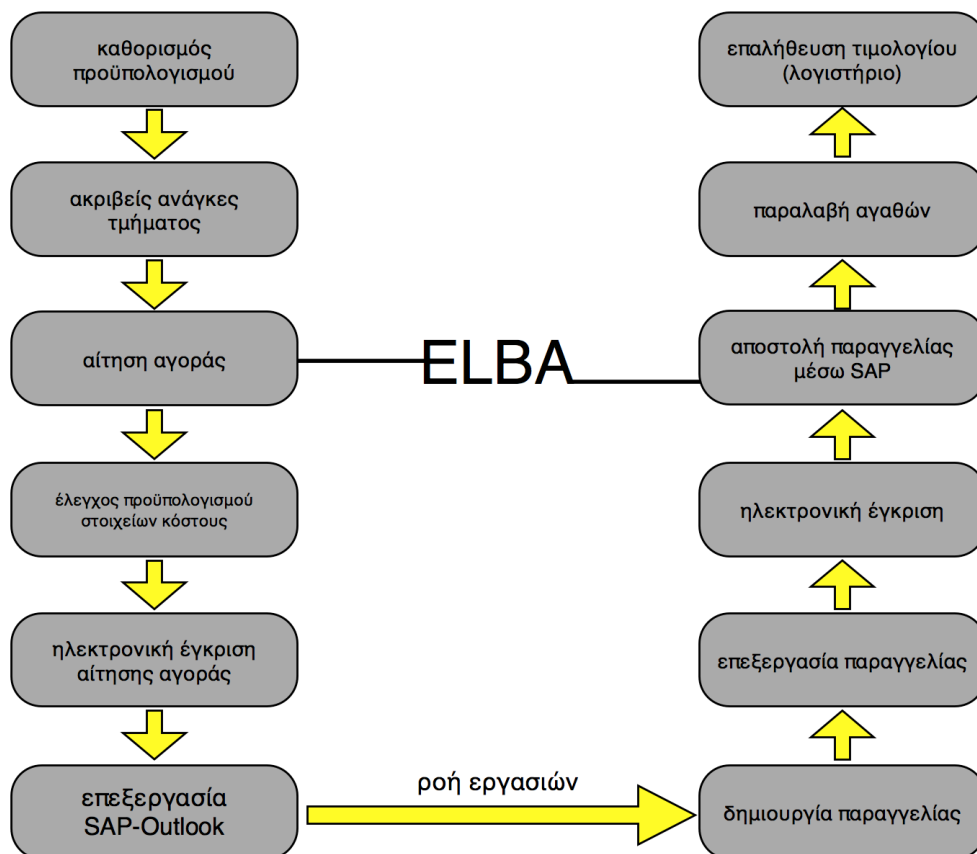 καθορισμός
προϋπολογισμού
ακριβείς ανάγκες
τμήματος
αίτηση αγοράς
έλεγχος προϋπολογισμού
στοιχείων κόστους
ηλεκτρονική έγκριση
αίτησης αγοράς
επεξεργασία
SAP-Outlook
ροή εργασιών
ELBA
επαλήθευση τιμολογίου
(λογιστήριο)
παραλαβή αγαθών
αποστολή παραγγελίας
μέσω SAP
ηλεκτρονική έγκριση
επεξεργασία παραγγελίας
δημιουργία παραγγελίας